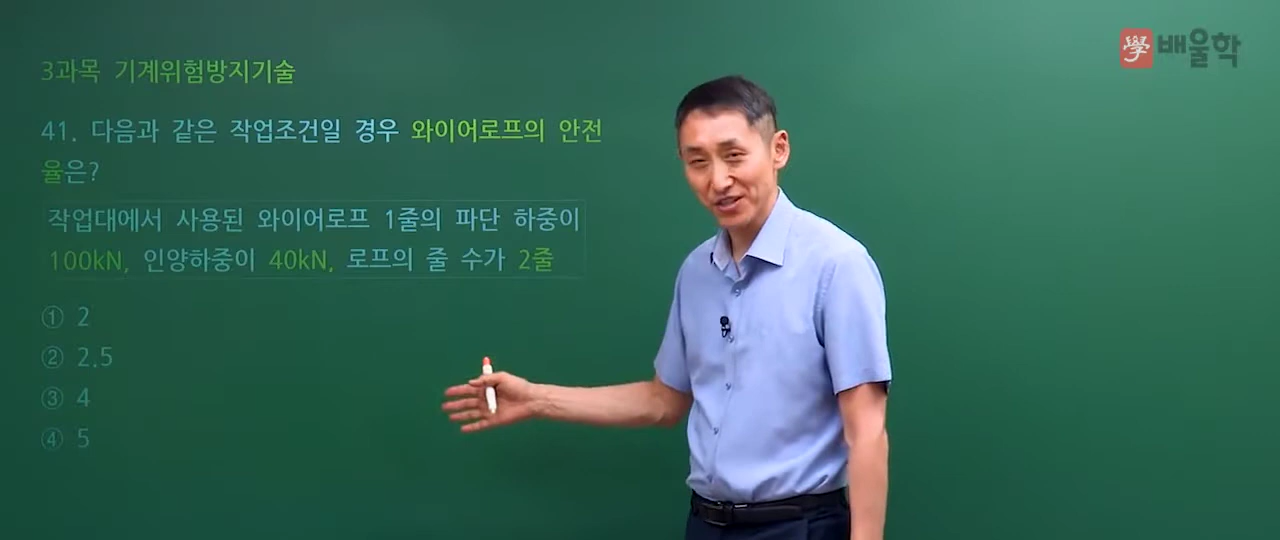 3과목 기계위험방지기술
41. 다음과 같은 작업조건일 경우 와이어로프의 안전
율은?
작업대에서 사용된 와이어로프 1줄의 파단 하중이
100kN, 인양하중이 40kN, 로프의 줄 수가 2줄
① 2
② 2.5
③ 4
④ 5
學 배울학